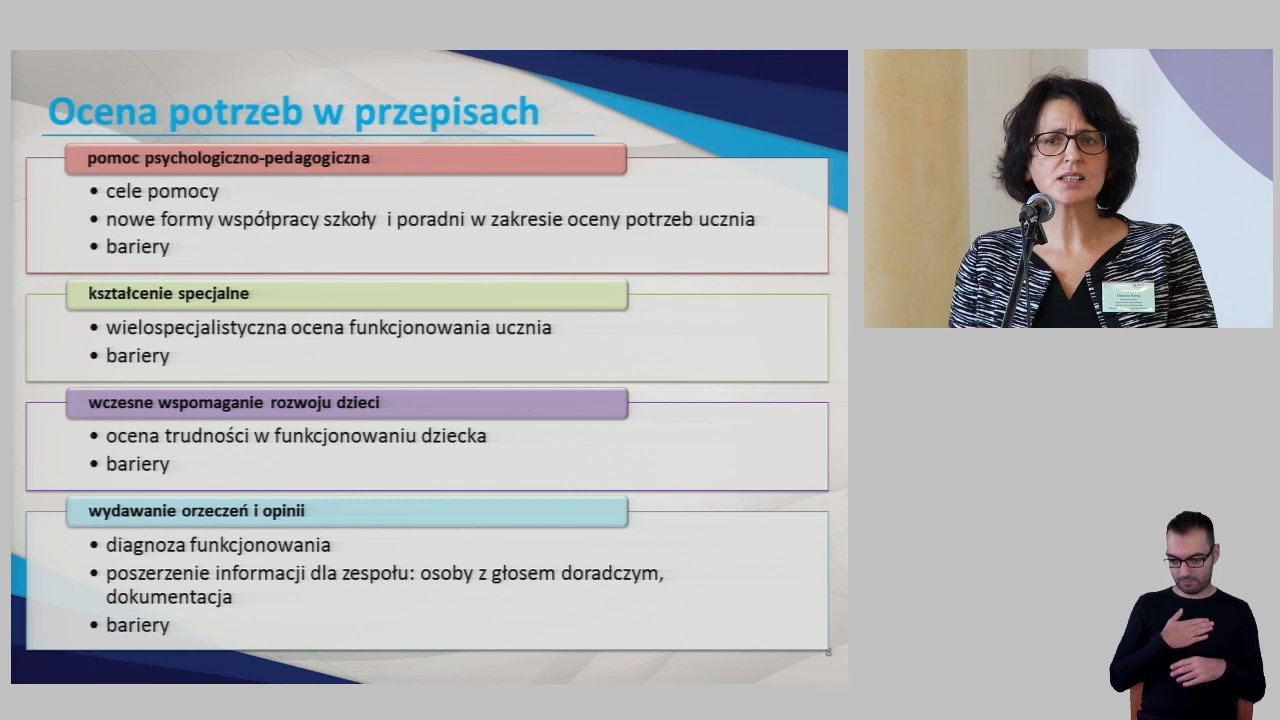 Ocena potrzeb w przepisach
pomoc psychologiczno-pedagogiczna
• cele pomocy
• nowe formy współpracy szkoły i poradni w zakresie oceny potrzeb ucznia
• bariery
kształcenie specjalne
• wielospecjalistyczna ocena funkcjonowania ucznia
• bariery
wczesne wspomaganie rozwoju dzieci
• ocena trudności w funkcjonowaniu dziecka
• bariery
wydawanie orzeczeń i opinii
• diagnoza funkcjonowania
• poszerzenie informacji dla zespołu: osoby z głosem doradczym,
dokumentacja
• bariery
8